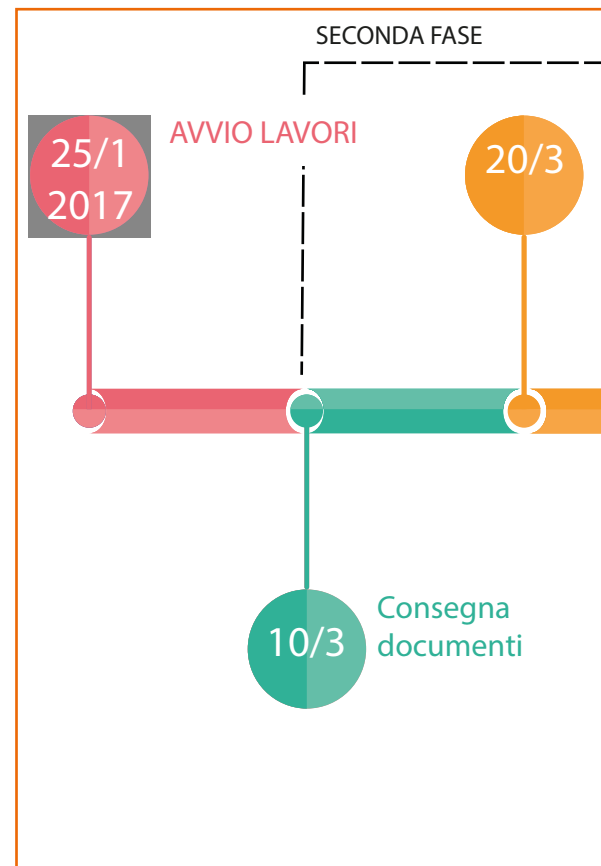 SECONDA FASE
AVVIO LAVORI
25/1
2017
20/3
10/3
Consegna
documenti